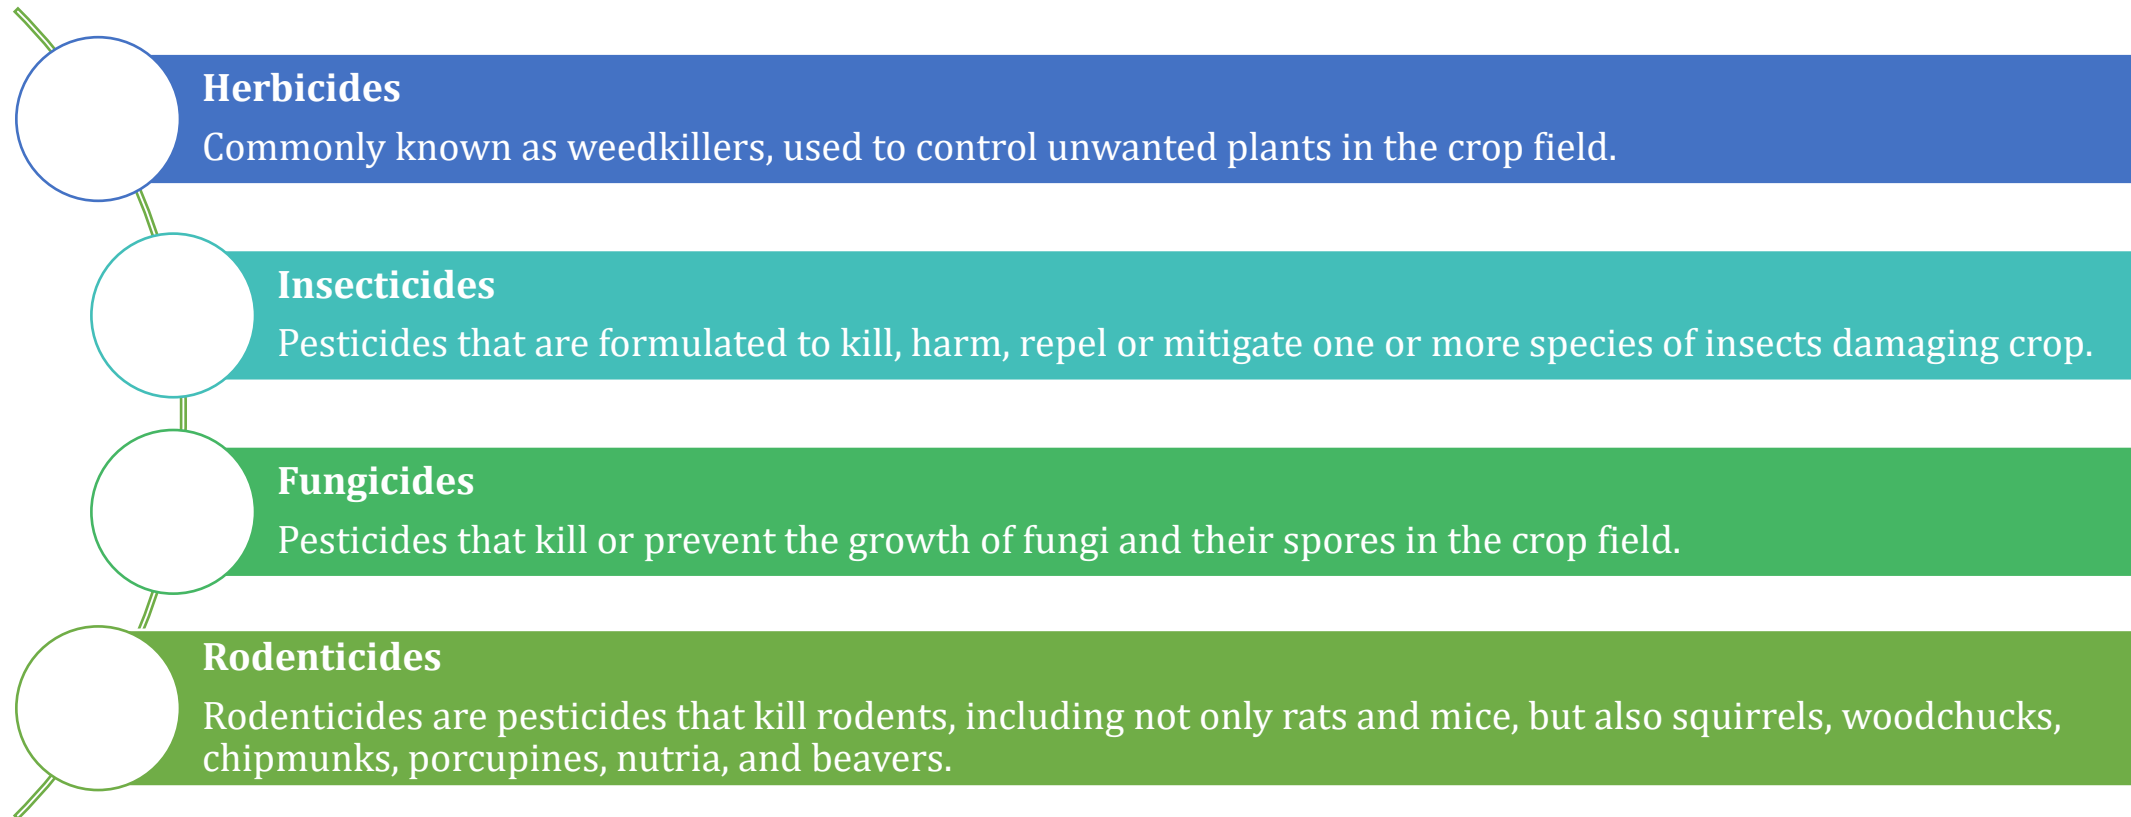 Herbicides
Commonly known as weedkillers, used to control unwanted plants in the crop field.
Insecticides
Pesticides that are formulated to kill, harm, repel or mitigate one or more species of insects damaging crop.
Fungicides
Pesticides that kill or prevent the growth of fungi and their spores in the crop field.
Rodenticides
Rodenticides are pesticides that kill rodents, including not only rats and mice, but also squirrels, woodchucks,
chipmunks, porcupines, nutria, and beavers.